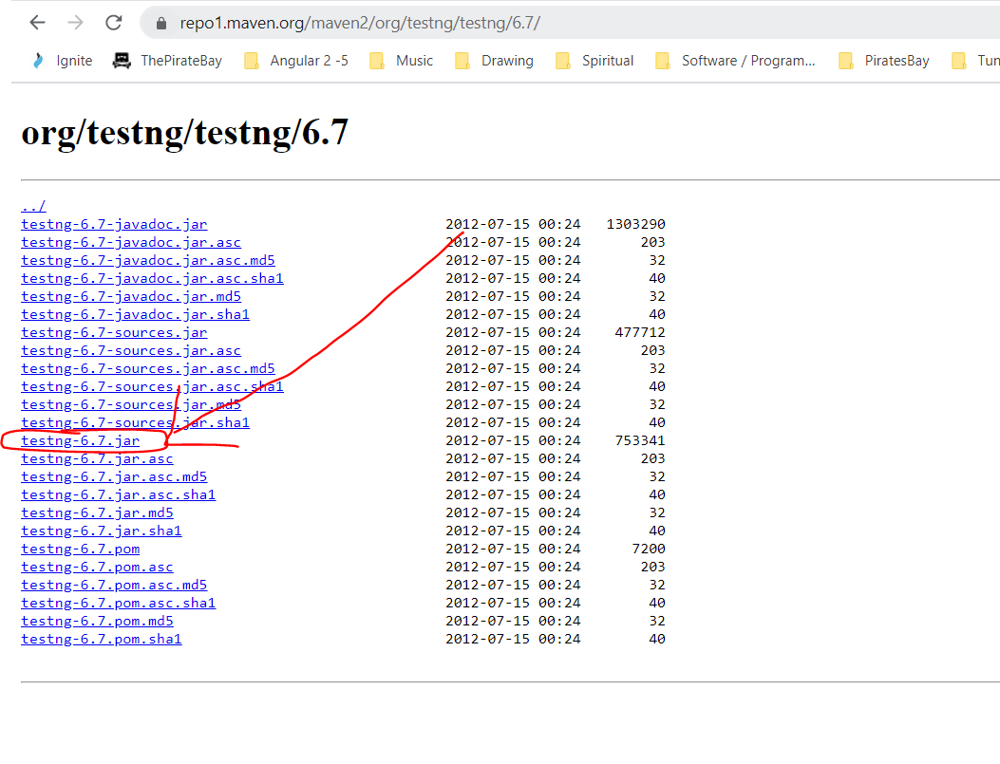 repo1.maven.org/maven2/org/testng/testng/6.7/
Ignite ThePirateBay Angular 2 -5 Music Drawing Spiritual Software / Program... PiratesBay Tun
org/testng/testng/6.7
../
testng-6.7-javadoc.jar 2012-07-15 00:24 1303290
testng-6.7-javadoc.jar.asc 2012-07-15 00:24 203
testng-6.7-javadoc.jar.asc.md5 2012-07-15 00:24 32
testng-6.7-javadoc.jar.asc.sha1 2012-07-15 00:24 40
testng-6.7-javadoc.jar.md5 2012-07-15 00:24 32
testng-6.7-javadoc.jar.sha1 2012-07-15 00:24 40
testng-6.7-sources.jar 2012-07-15 00:24 477712
testng-6.7-sources.jar.asc 2012-07-15 00:24 203
testng-6.7-sources.jar.asc.md5 2012-07-15 00:24 32
testng-6.7-sources.jar.asc.sha1 2012-07-15 00:24 40
testng-6.7-sources.jar.md5 2012-07-15 00:24 32
testng-6.7-sources.jar.sha1 2012-07-15 00:24 40
testng-6.7.jar 2012-07-15 00:24 753341
testng-6.7.jar.asc 2012-07-15 00:24 203
testng-6.7.jar.asc.md5 2012-07-15 00:24 32
testng-6.7.jar.asc.sha1 2012-07-15 00:24 40
testng-6.7.jar.md5 2012-07-15 00:24 32
testng-6.7.jar.sha1 2012-07-15 00:24 40
testng-6.7.pom 2012-07-15 00:24 7200
testng-6.7.pom.asc 2012-07-15 00:24 203
testng-6.7.pom.asc.md5 2012-07-15 00:24 32
testng-6.7.pom.asc.sha1 2012-07-15 00:24 40
testng-6.7.pom.md5 2012-07-15 00:24 32
testng-6.7.pom.sha1 2012-07-15 00:24 40